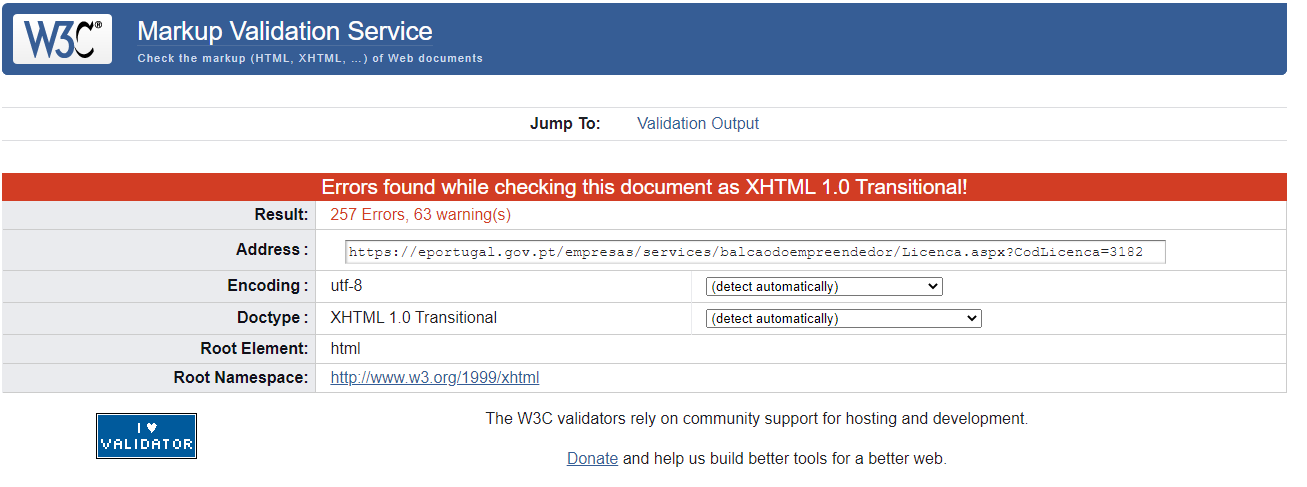 W3C®
Markup Validation Service
Check the markup (HTML, XHTML, …) of Web documents
Jump To: Validation Output
Errors found while checking this document as XHTML 1.0 Transitional!
Result: 257 Errors, 63 warning(s)
Address : https://eportugal.gov.pt/empresas/services/balcaodoempreendedor/Licenca.aspx?CodLicenca=3182
Encoding : utf-8 (detect automatically)
Doctype : XHTML 1.0 Transitional (detect automatically)
Root Element: html
Root Namespace: http://www.w3.org/1999/xhtml
I ♥
VALIDATOR
The W3C validators rely on community support for hosting and development.
Donate and help us build better tools for a better web.